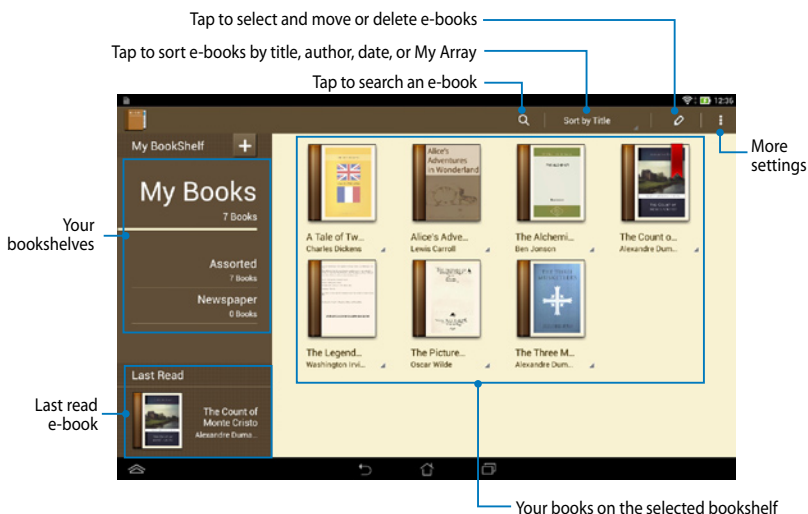 Tap to select and move or delete e-books
Tap to sort e-books by title, author, date, or My Array
Tap to search an e-book
12:36
Sort by Title
More
settings
My BookShelf
My Books
7 Books
Your
bookshelves
Assorted
7 Books
Newspaper
0 Books
Alice's
Adventures
in Wonderland
A Tale of Tw...
Charles Dickens
Alice's Adve...
Lewis Carroll
The Alchemi...
Ben Jonson
The Count o...
Alexandre Dum...
The Legend...
Washington Irvi...
The Picture...
Oscar Wilde
The Three M...
Alexandre Dum...
Last Read
Last read
e-book
The Count of
Monte Cristo
Alexandre Duma...
Your books on the selected bookshelf